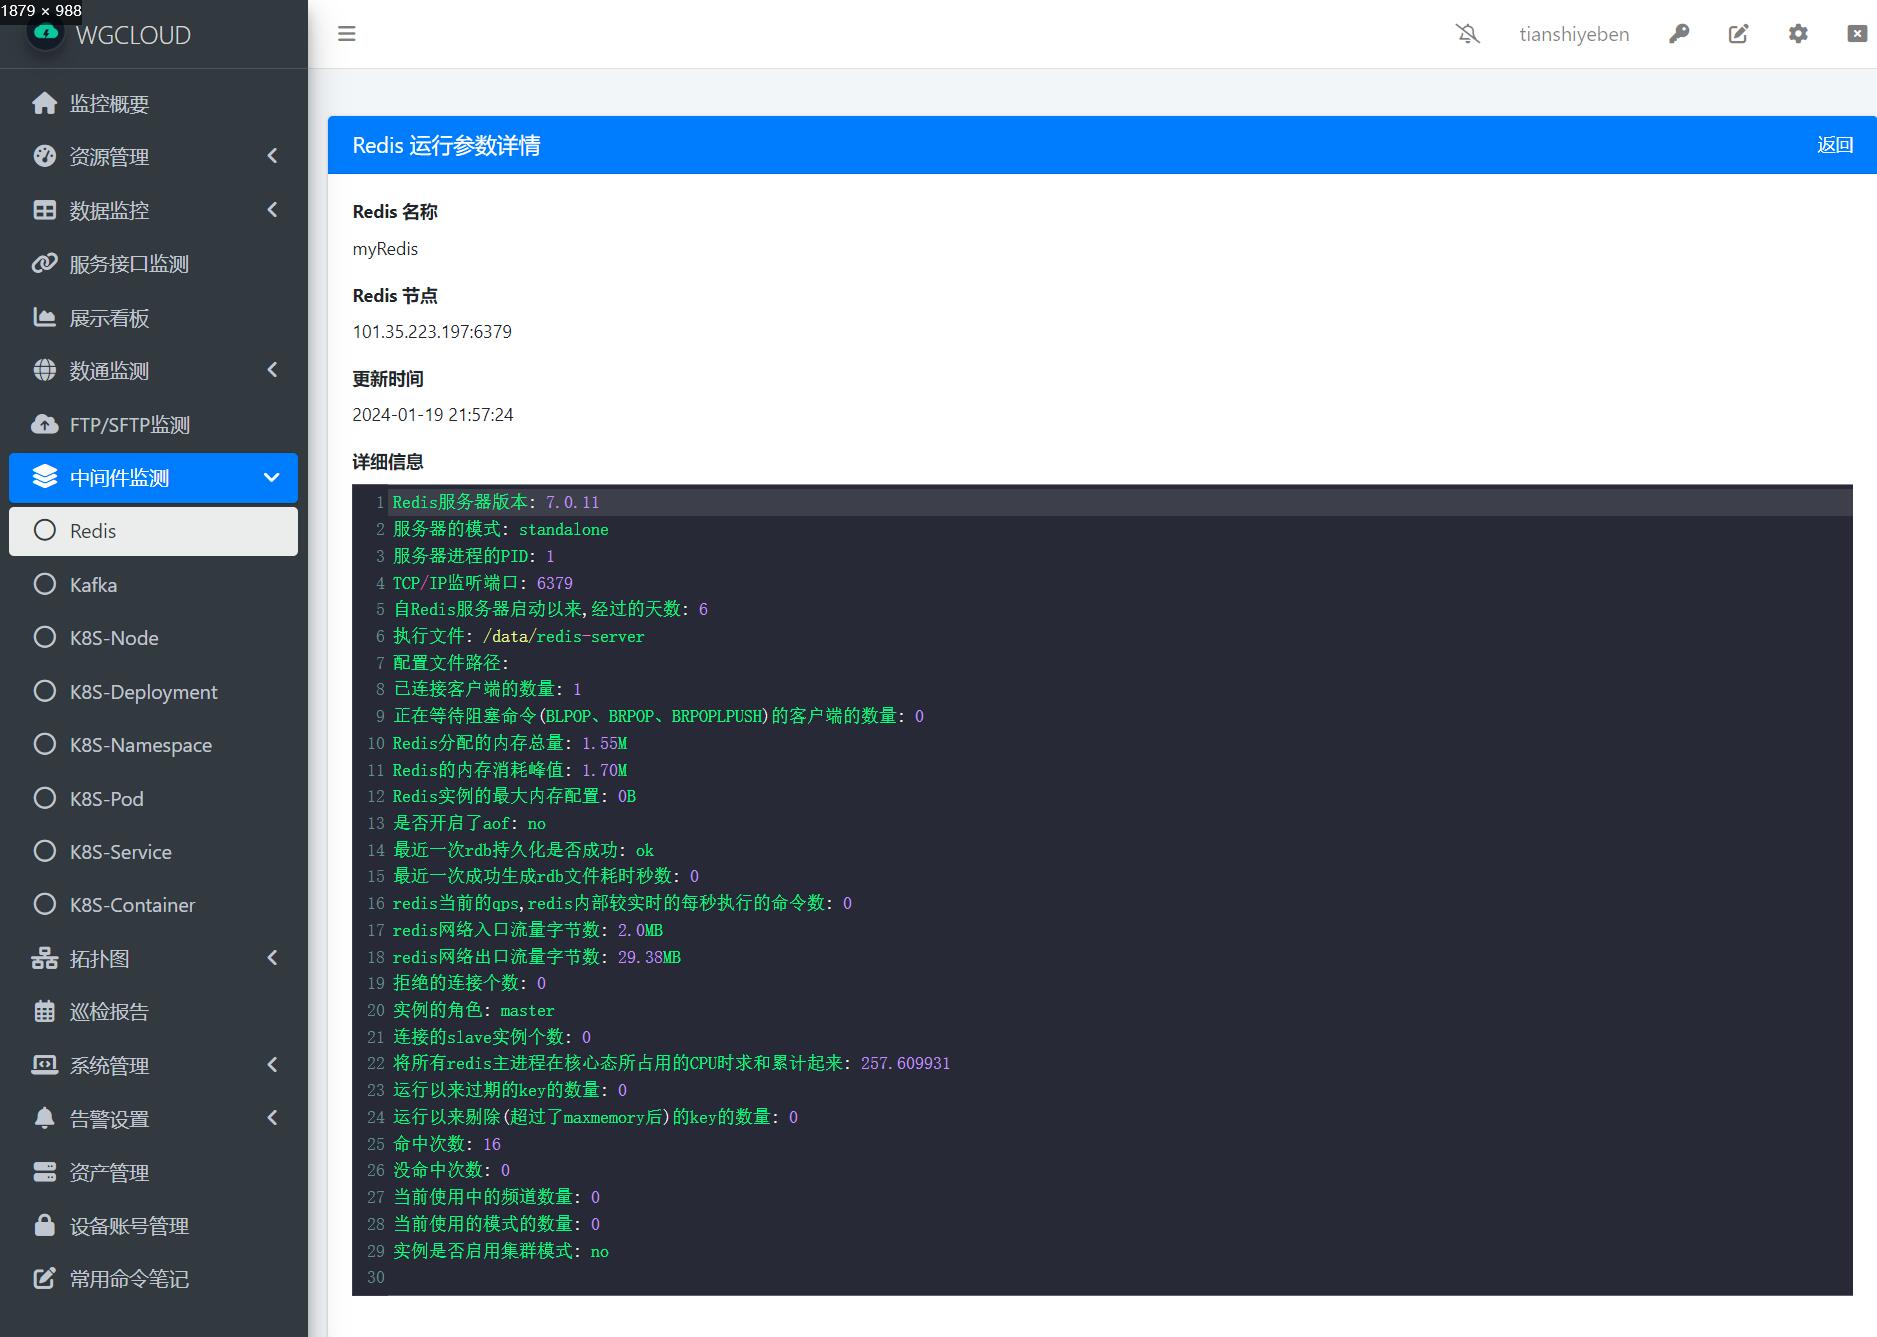 1879 × 988
WGCLOUD
tianshiyeben
监控概要
资源管理
数据监控
服务接口监测
展示看板
数通监测
FTP/SFTP监测
中间件监测
Redis
Kafka
K8S-Node
K8S-Deployment
K8S-Namespace
K8S-Pod
K8S-Service
K8S-Container
拓扑图
巡检报告
系统管理
告警设置
资产管理
设备账号管理
常用命令笔记
Redis 运行参数详情
返回
Redis 名称
myRedis
Redis 节点
101.35.223.197:6379
更新时间
2024-01-19 21:57:24
详细信息
1 Redis服务器版本: 7.0.11
2 服务器的模式: standalone
3 服务器进程的PID: 1
4 TCP/IP监听端口: 6379
5 自Redis服务器启动以来,经过的天数: 6
6 执行文件: /data/redis-server
7 配置文件路径:
8 已连接客户端的数量: 1
9 正在等待阻塞命令(BLPOP、BRPOP、BRPOPLPUSH)的客户端的数量: 0
10 Redis分配的内存总量: 1.55M
11 Redis的内存消耗峰值: 1.70M
12 Redis实例的最大内存配置: 0B
13 是否开启了aof: no
14 最近一次rdb持久化是否成功: ok
15 最近一次成功生成rdb文件耗时秒数: 0
16 redis当前的qps,redis内部较实时的每秒执行的命令数: 0
17 redis网络入口流量字节数: 2.0MB
18 redis网络出口流量字节数: 29.38MB
19 拒绝的连接个数: 0
20 实例的角色: master
21 连接的slave实例个数: 0
22 将所有redis主进程在核心态所占用的CPU时求和累计起来: 257.609931
23 运行以来过期的key的数量: 0
24 运行以来剔除(超过了maxmemory后)的key的数量: 0
25 命中次数: 16
26 没命中次数: 0
27 当前使用中的频道数量: 0
28 当前使用的模式的数量: 0
29 实例是否启用集群模式: no
30